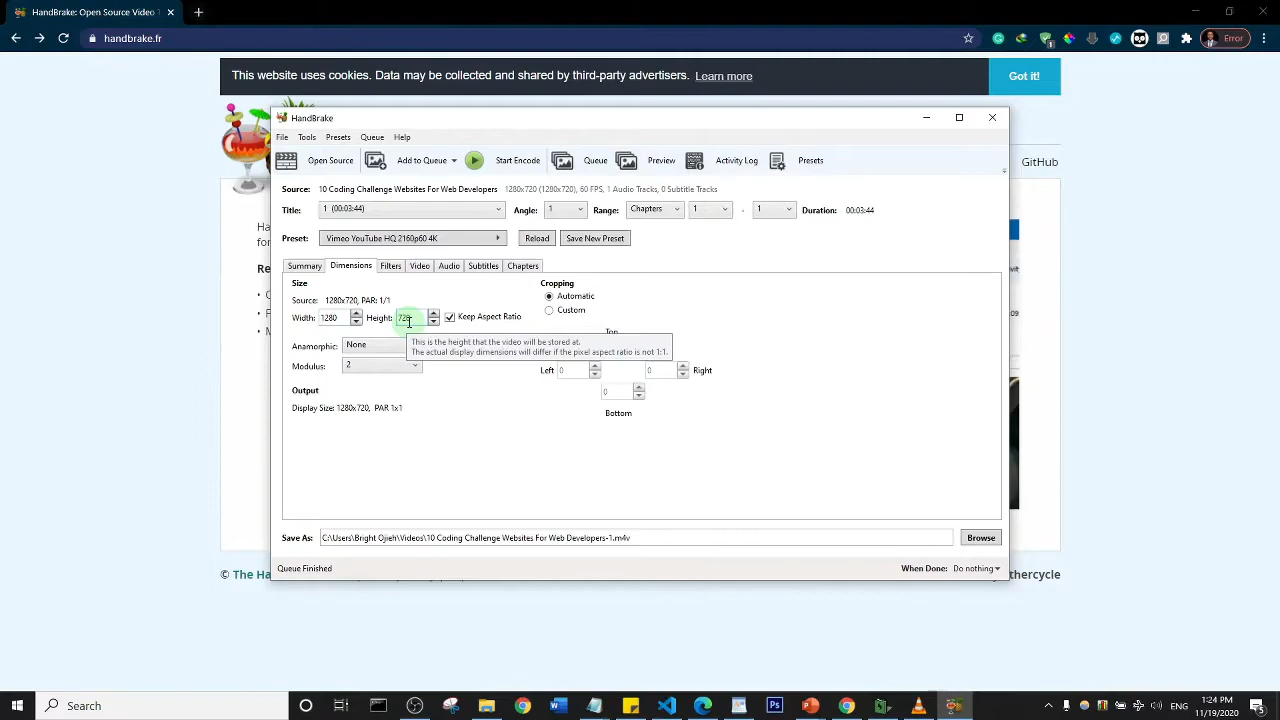 HandBrake: Open Source Video T
handbrake.fr
Error
This website uses cookies. Data may be collected and shared by third-party advertisers. Learn more
Got it!
GitHub
HandBrake
File Tools Presets Queue Help
Open Source Add to Queue Start Encode Queue Preview Activity Log Presets
Source: 10 Coding Challenge Websites For Web Developers 1280x720 (1280x720), 60 FPS, 1 Audio Tracks, 0 Subtitle Tracks
Title: 1 (00:03:44) Angle: 1 Range: Chapters 1 - 1 Duration: 00:03:44
Preset: Vimeo YouTube HQ 2160p60 4K Reload Save New Preset
Summary Dimensions Filters Video Audio Subtitles Chapters
Size
Source: 1280x720, PAR: 1/1
Width: 1280 Height: 720 Keep Aspect Ratio
Anamorphic: None
Modulus: 2
This is the height that the video will be stored at.
The actual display dimensions will differ if the pixel aspect ratio is not 1:1.
Output
Display Size: 1280x720, PAR 1x1
Cropping
Automatic
Custom
Top
Left 0 0 Right
0
Bottom
Save As: C:\Users\Bright Ojieh\Videos\10 Coding Challenge Websites For Web Developers-1.m4v Browse
Queue Finished When Done: Do nothing
© The Ha
thercycle
Search
ENG
1:24 PM
11/19/2020